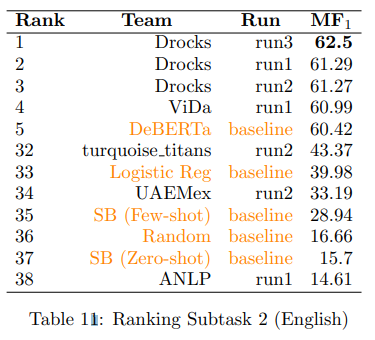 Rank Team Run MF₁
1 Drocks run3 62.5
2 Drocks run1 61.29
3 Drocks run2 61.27
4 ViDa run1 60.99
5 DeBERTa baseline 60.42
32 turquoise_titans run2 43.37
33 Logistic Reg baseline 39.98
34 UAEMex run2 33.19
35 SB (Few-shot) baseline 28.94
36 Random baseline 16.66
37 SB (Zero-shot) baseline 15.7
38 ANLP run1 14.61
Table 11: Ranking Subtask 2 (English)